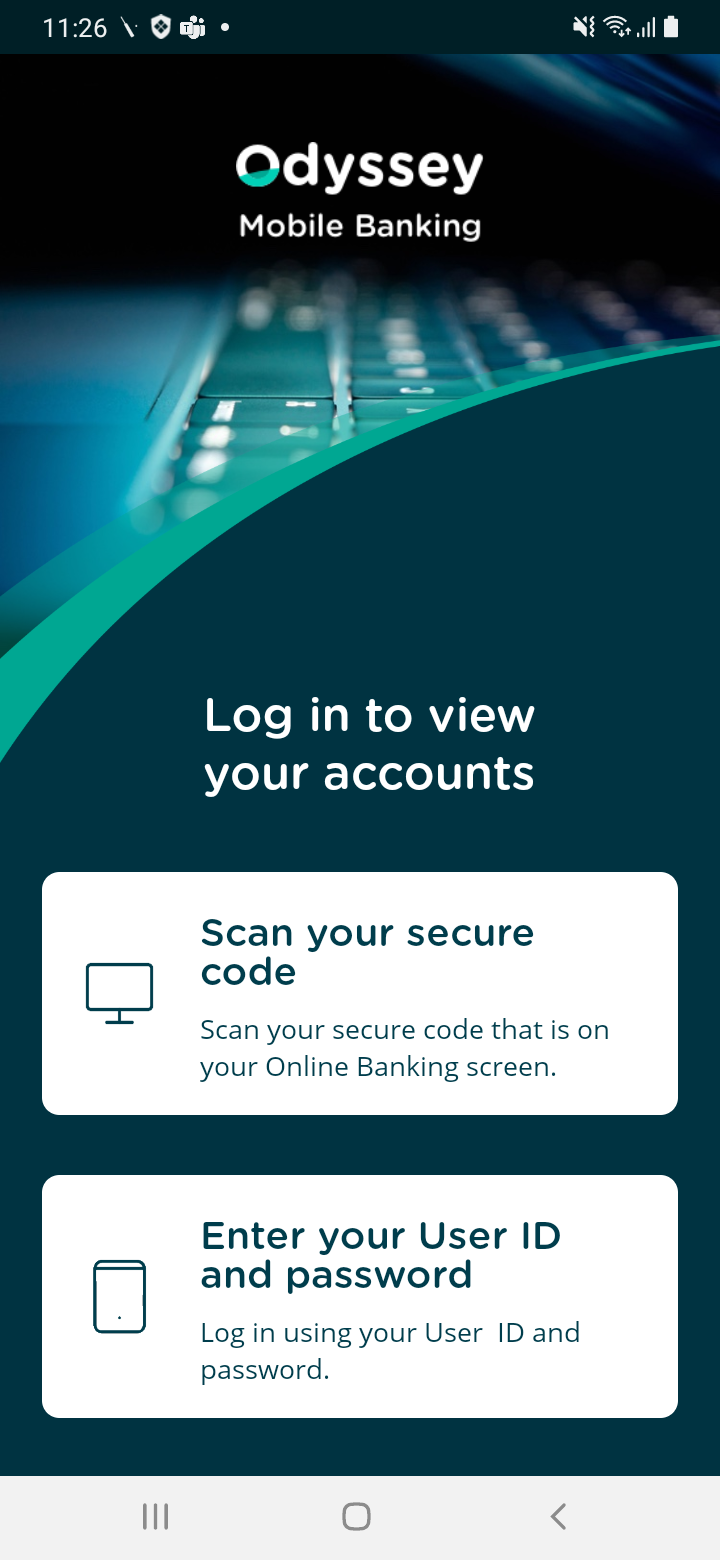 11:26
Odyssey
Mobile Banking
Log in to view
your accounts
Scan your secure
code
Scan your secure code that is on
your Online Banking screen.
Enter your User ID
and password
Log in using your User  ID and
password.